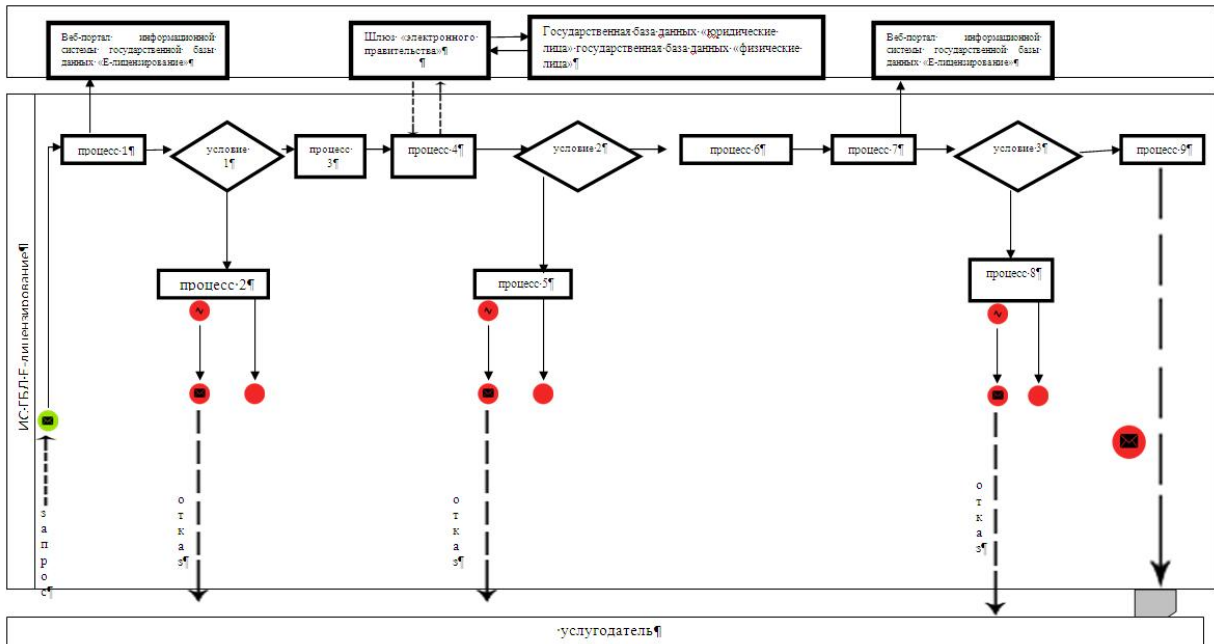 Веб-портал· информационной·
системы государственной базы·
данных· «Е-лицензирование»¶
Шлюз· «электронного·
правительства»¶
¶
Государственная·база·данных·«юридические·
лица»·государственная·база·данных·«физические·
лица»¶
Веб-портал· информационной·
системы государственной базы·
данных· «Е-лицензирование»¶
процесс·1¶
условие·
1¶
процесс·
3¶
процесс·4¶
условие·2¶
процесс·6¶
процесс·7¶
условие·3¶
процесс·9¶
процесс·2¶
процесс·5¶
процесс·8¶
ИС·ГБД·Е-лицензирование¶
запрос¶
отказ¶
отказ¶
отказ¶
·услугодатель¶